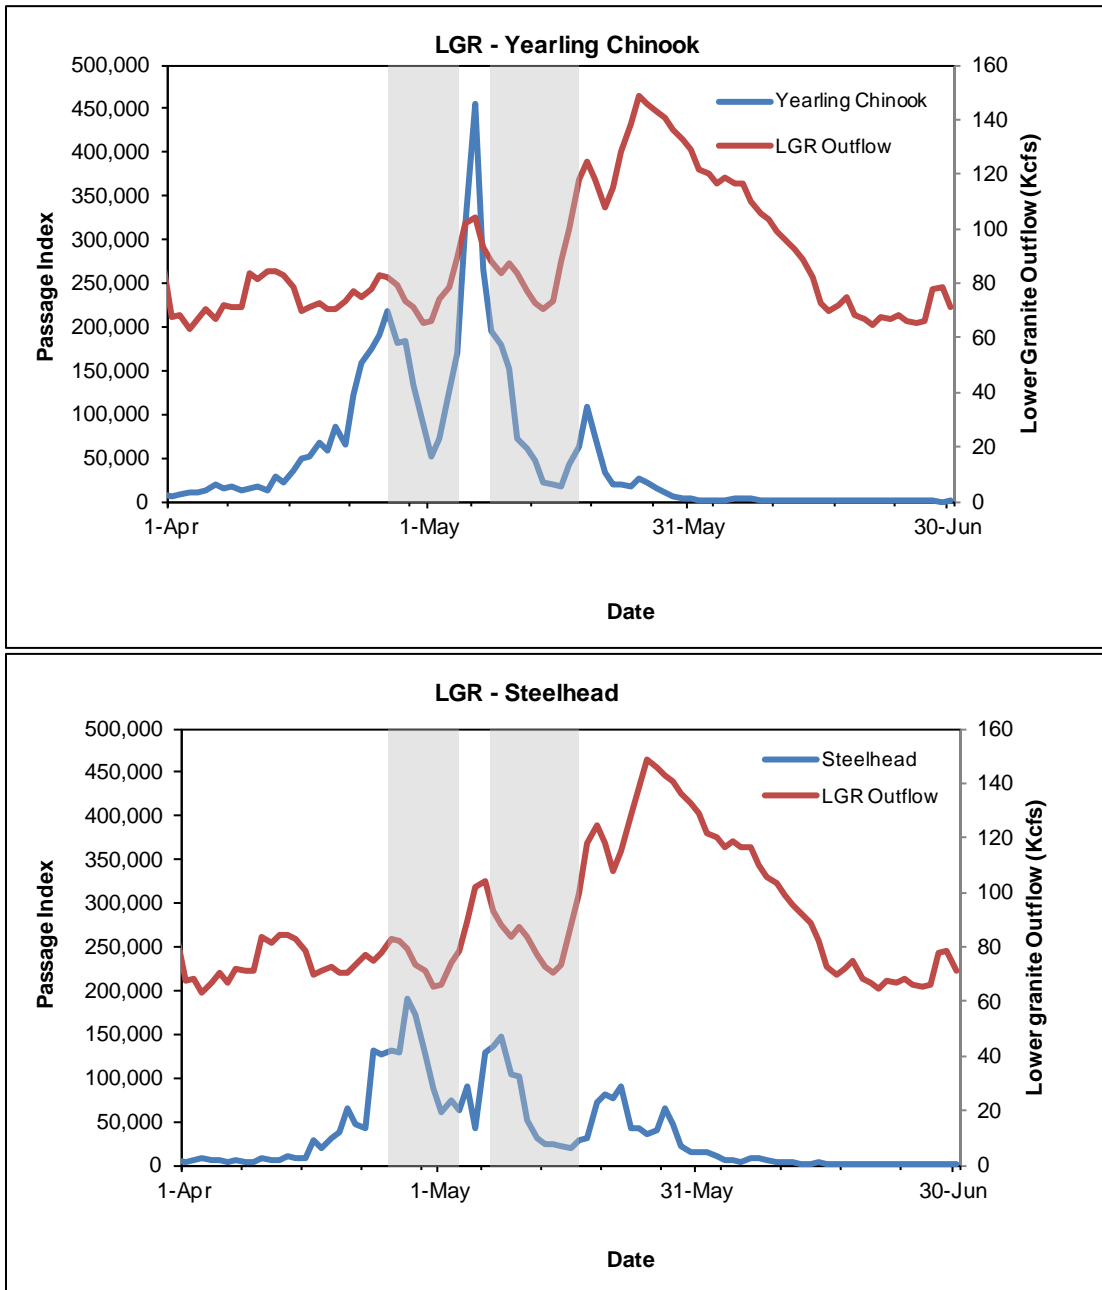 LGR - Yearling Chinook
500,000
450,000
400,000
350,000
300,000
250,000
200,000
150,000
100,000
50,000
0
Passage Index
160
140
120
100
80
60
40
20
0
Lower Granite Outflow (Kcfs)
Yearling Chinook
LGR Outflow
1-Apr
1-May
31-May
30-Jun
Date
LGR - Steelhead
500,000
450,000
400,000
350,000
300,000
250,000
200,000
150,000
100,000
50,000
0
Passage Index
160
140
120
100
80
60
40
20
0
Lower granite Outflow (Kcfs)
Steelhead
LGR Outflow
1-Apr
1-May
31-May
30-Jun
Date